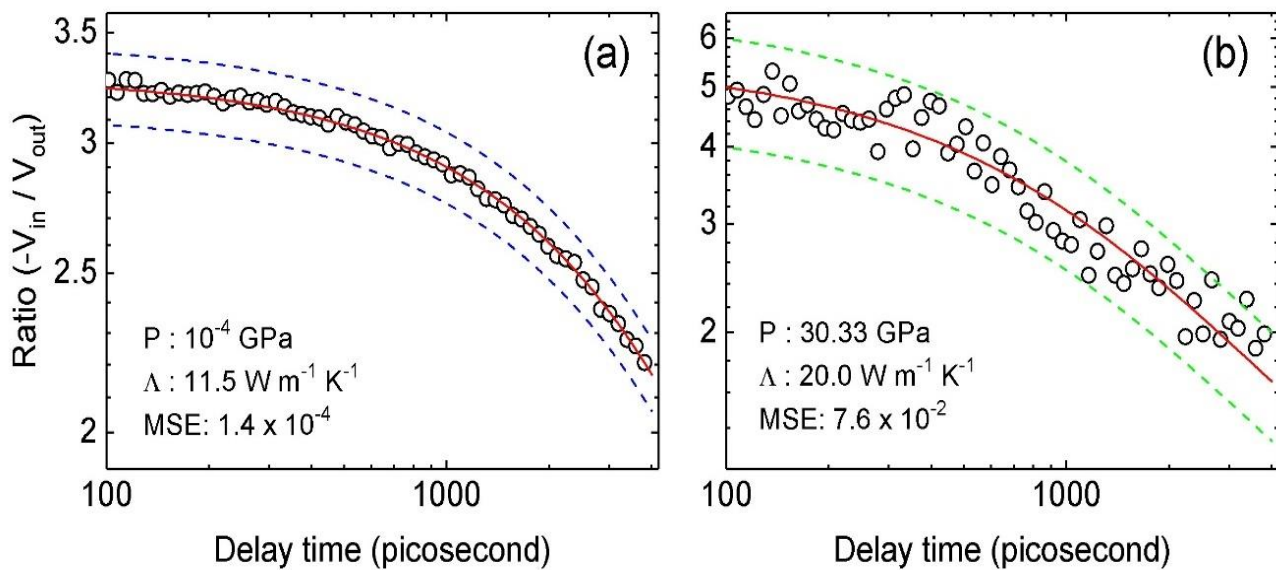 (a)
3.5
3
2.5
2
Ratio (-V_in / V_out)
P : 10^-4 GPa
Λ : 11.5 W m^-1 K^-1
MSE: 1.4 x 10^-4
100
1000
Delay time (picosecond)
(b)
6
5
4
3
2
P : 30.33 GPa
Λ : 20.0 W m^-1 K^-1
MSE: 7.6 x 10^-2
100
1000
Delay time (picosecond)